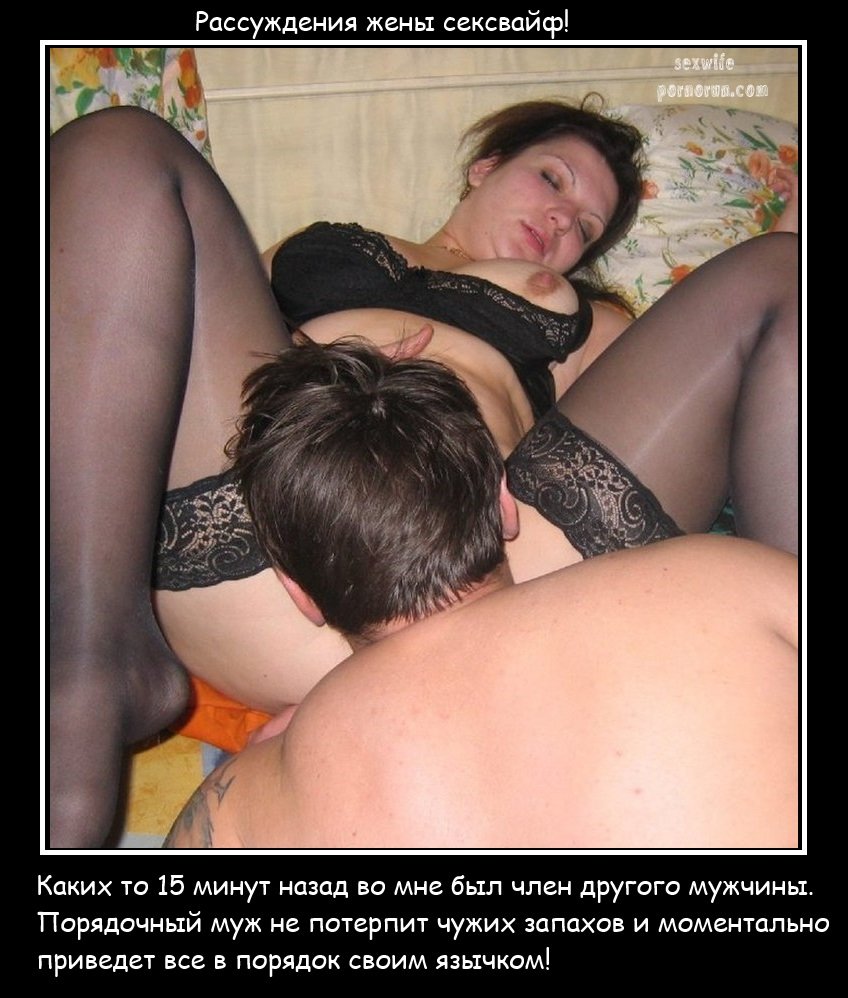 Рассуждения жены сексвайф!
sexwife
pornorun.com
Каких то 15 минут назад во мне был член другого мужчины.
Порядочный муж не потерпит чужих запахов и моментально
приведет все в порядок своим язычком!